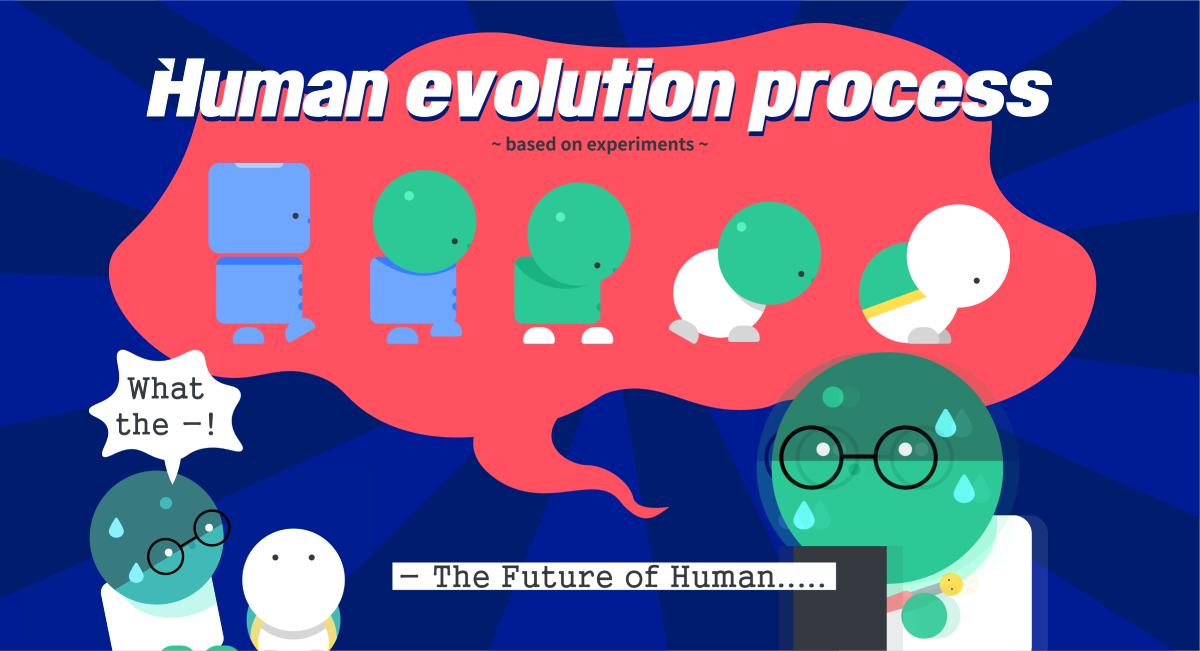 Human evolution process
~ based on experiments ~
What
the —!
— The Future of Human.....